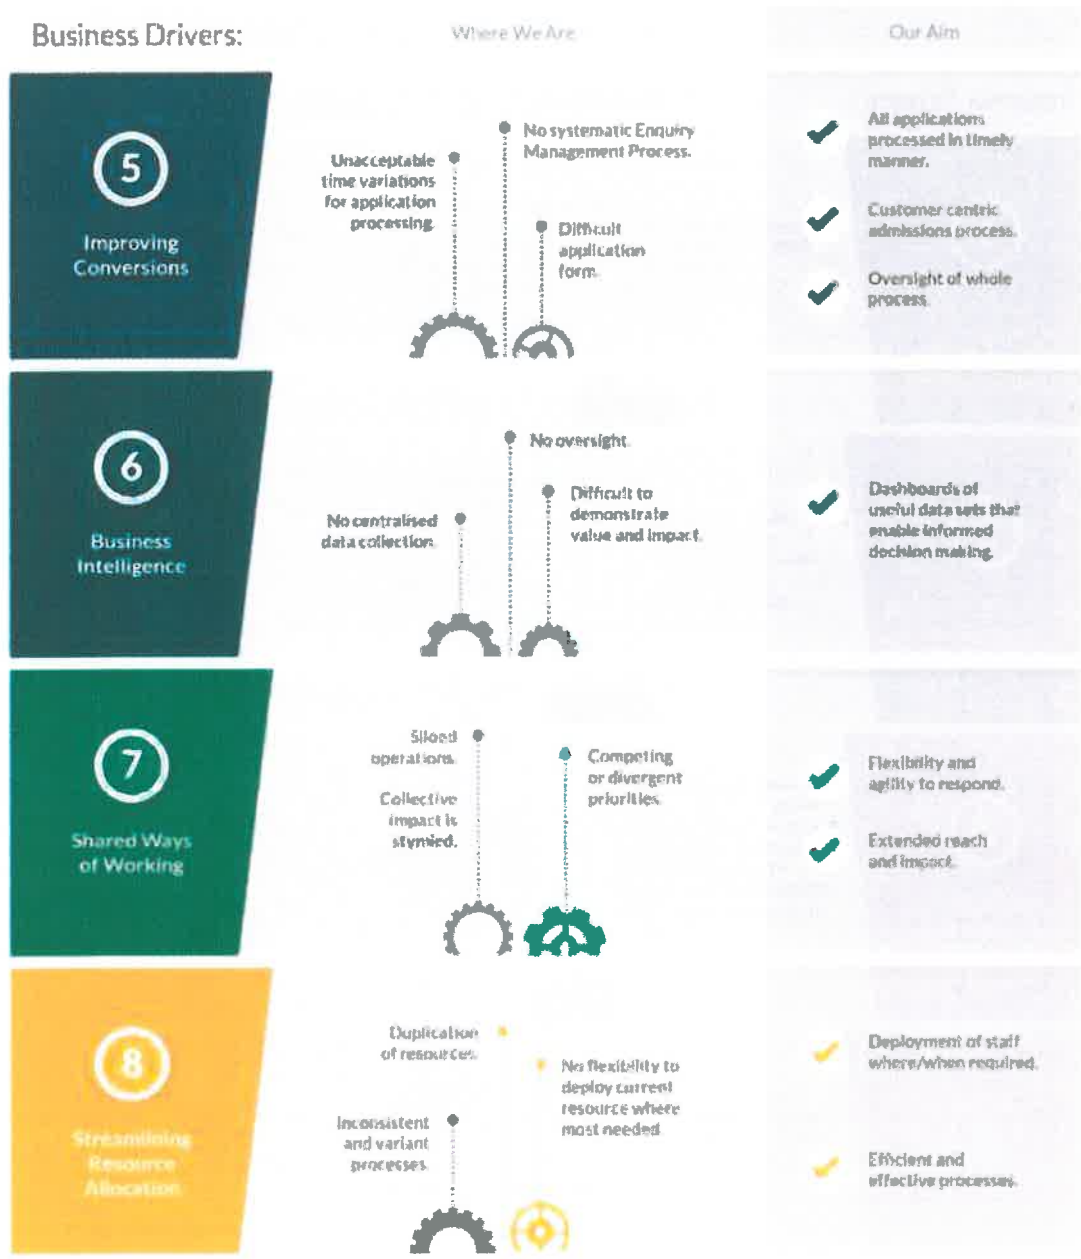 Business Drivers:
Where We Are
Our Aim
5
Improving
Conversions
Unacceptable
time variations
for application
processing.
No systematic Enquiry
Management Process.
Difficult
application
form.
All applications
processed in timely
manner.
Customer centric
admissions process.
Oversight of whole
process.
6
Business
Intelligence
No centralised
data collection.
No oversight.
Difficult to
demonstrate
value and impact.
Dashboards of
useful data sets that
enable informed
decision making.
7
Shared Ways
of Working
Siloed
operations.
Collective
impact is
stymied.
Competing
or divergent
priorities.
Flexibility and
agility to respond.
Extended reach
and impact.
8
Streamlining
Resource
Allocation
Duplication
of resources.
Inconsistent
and variant
processes.
No flexibility to
deploy current
resource where
most needed
Deployment of staff
where/when required.
Efficient and
effective processes.